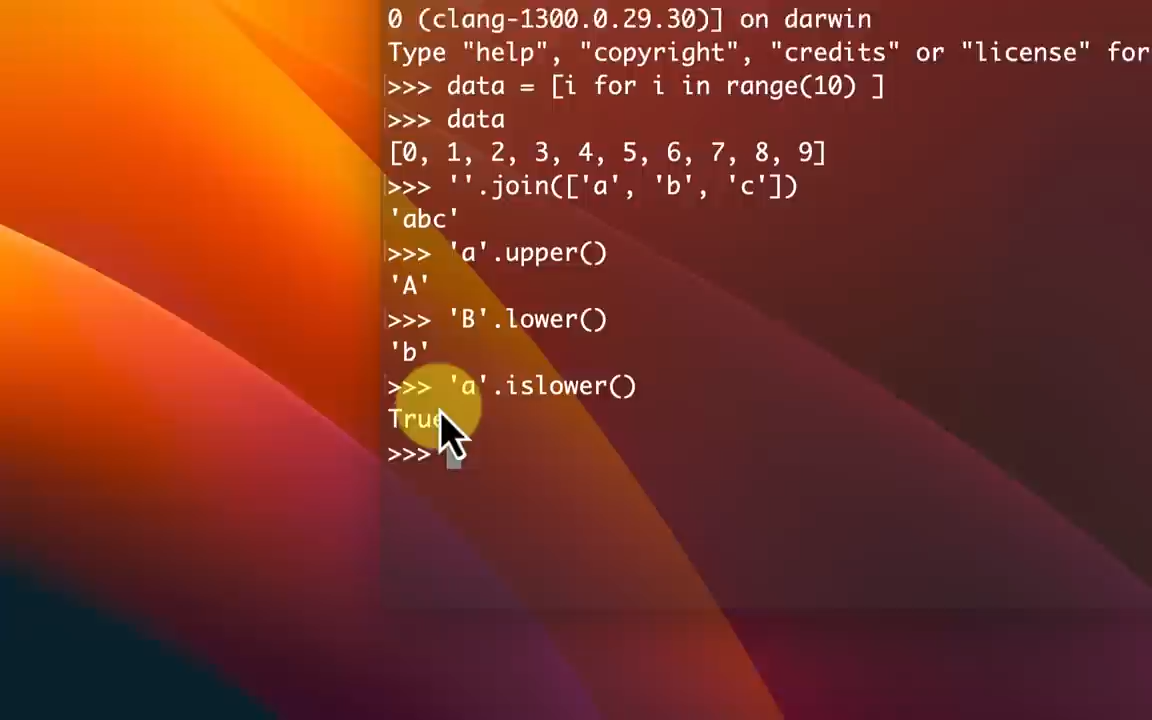 0 (clang-1300.0.29.30)] on darwin
Type "help", "copyright", "credits" or "license" for
>>> data = [i for i in range(10) ]
>>> data
[0, 1, 2, 3, 4, 5, 6, 7, 8, 9]
>>> ''.join(['a', 'b', 'c'])
'abc'
>>> 'a'.upper()
'A'
>>> 'B'.lower()
'b'
>>> 'a'.islower()
True
>>>